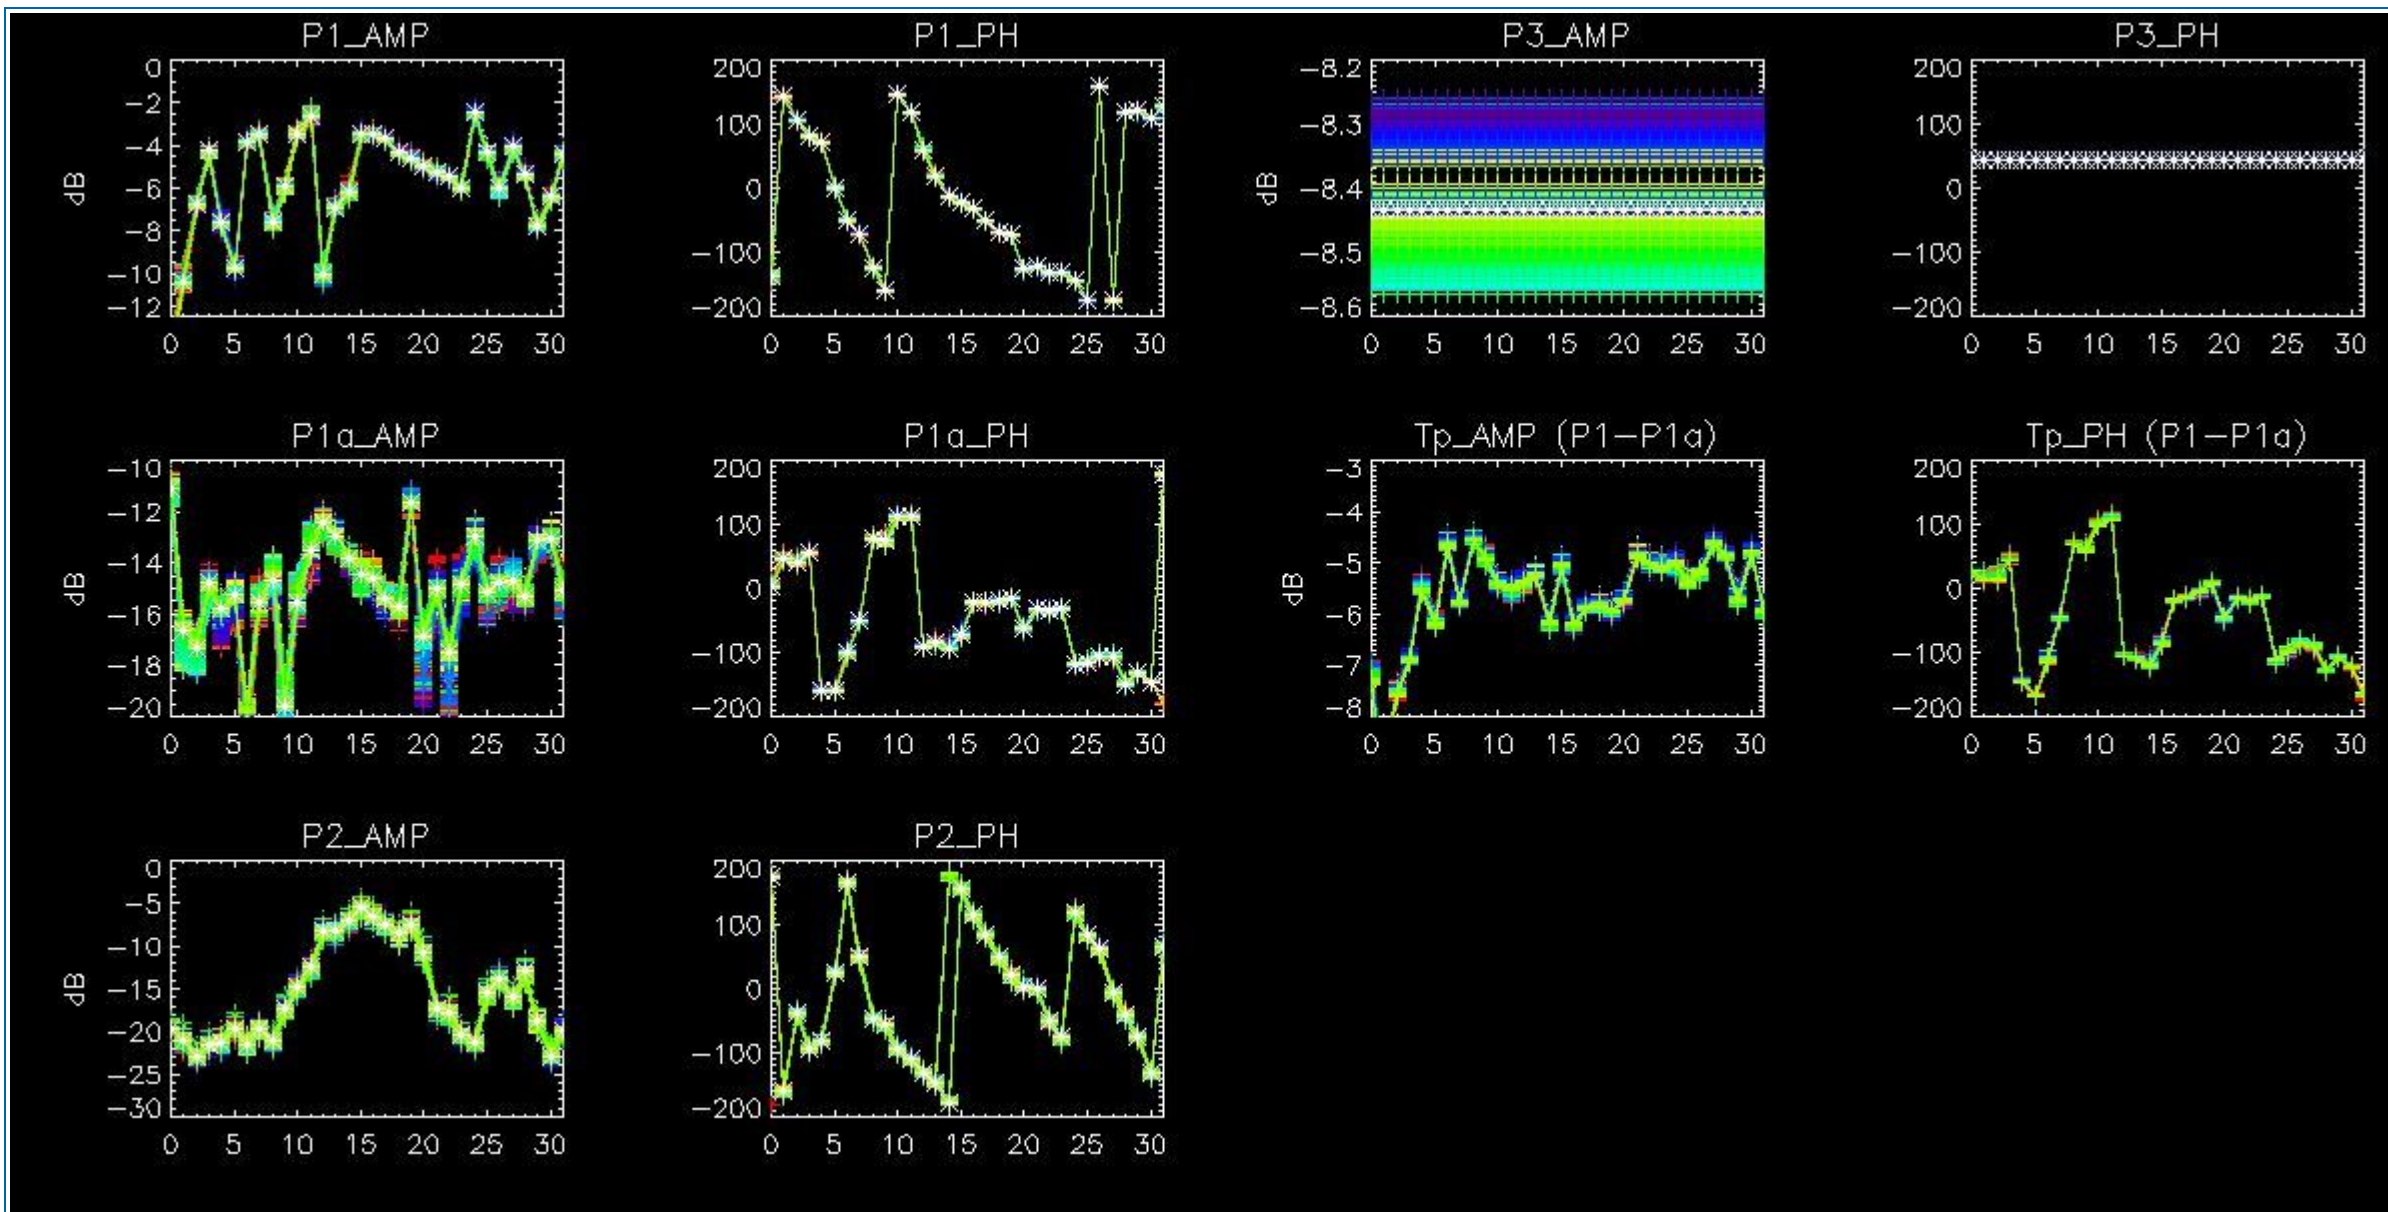 P1_AMP
0
−2
−4
−6
−8
−10
−12
dB
0 5 10 15 20 25 30
P1_PH
200
100
0
−100
−200
0 5 10 15 20 25 30
P3_AMP
−8.2
−8.3
−8.4
−8.5
−8.6
dB
0 5 10 15 20 25 30
P3_PH
200
100
0
−100
−200
0 5 10 15 20 25 30
P1a_AMP
−10
−12
−14
−16
−18
−20
dB
0 5 10 15 20 25 30
P1a_PH
200
100
0
−100
−200
0 5 10 15 20 25 30
Tp_AMP (P1−P1a)
−3
−4
−5
−6
−7
−8
dB
0 5 10 15 20 25 30
Tp_PH (P1−P1a)
200
100
0
−100
−200
0 5 10 15 20 25 30
P2_AMP
0
−5
−10
−15
−20
−25
−30
dB
0 5 10 15 20 25 30
P2_PH
200
100
0
−100
−200
0 5 10 15 20 25 30